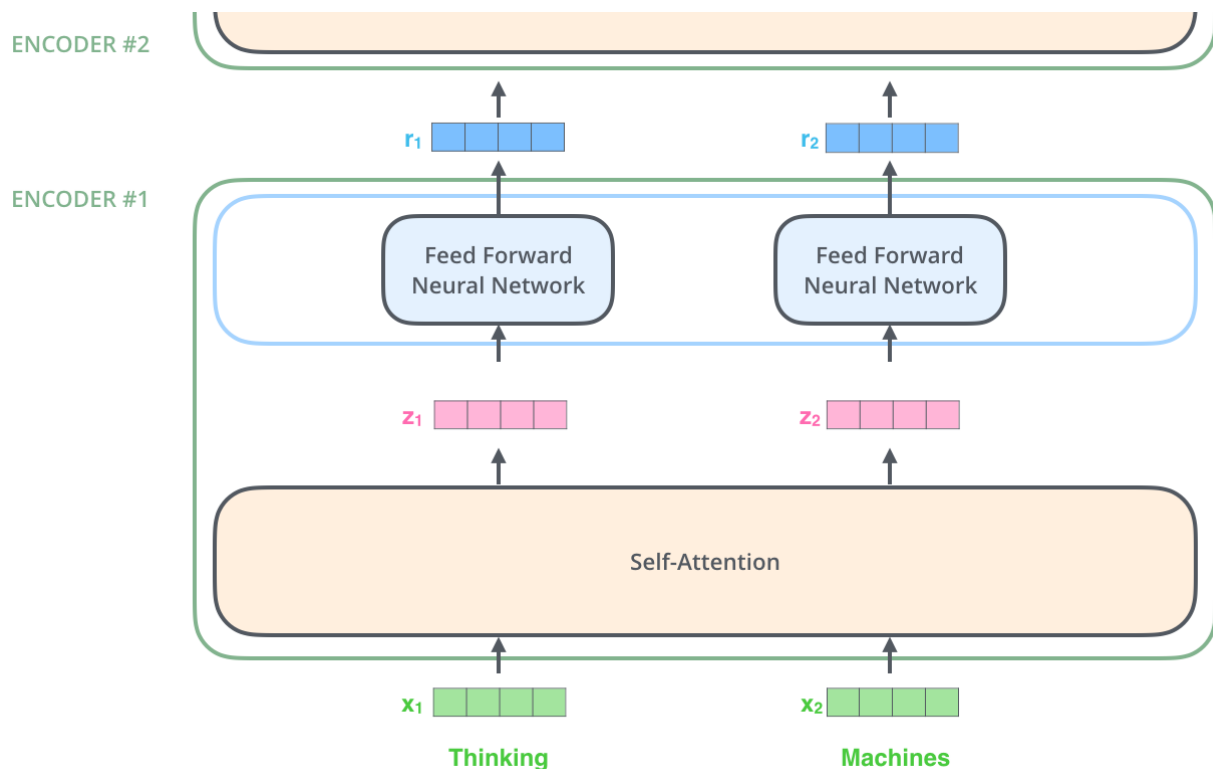 ENCODER #2
r₁
r₂
ENCODER #1
Feed Forward
Neural Network
Feed Forward
Neural Network
z₁
z₂
Self-Attention
x₁
x₂
Thinking
Machines